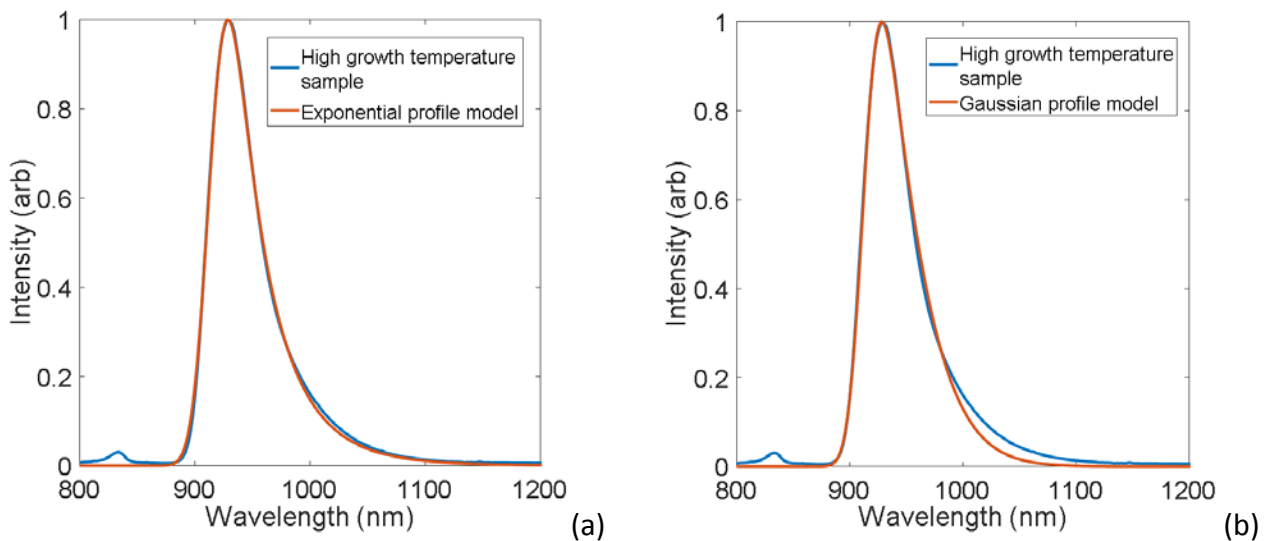 1
0.8
0.6
0.4
0.2
0
Intensity (arb)
800 900 1000 1100 1200
Wavelength (nm)
High growth temperature
sample
Exponential profile model
(a)
1
0.8
0.6
0.4
0.2
0
Intensity (arb)
800 900 1000 1100 1200
Wavelength (nm)
High growth temperature
sample
Gaussian profile model
(b)